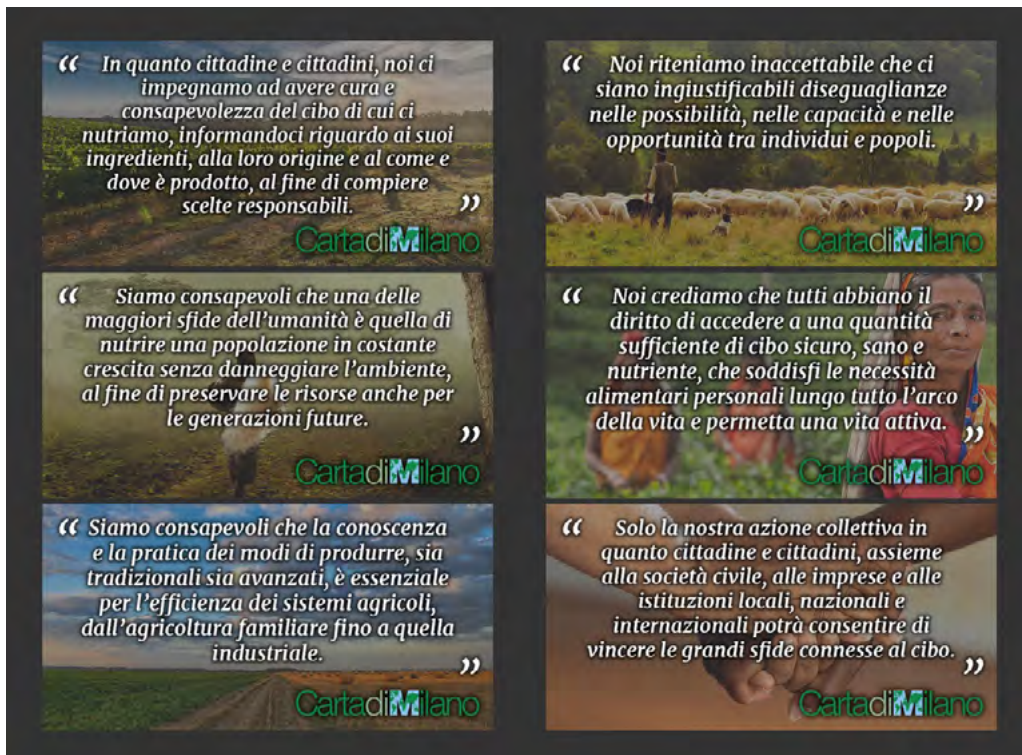 “ In quanto cittadine e cittadini, noi ci
impegnamo ad avere cura e
consapevolezza del cibo di cui ci
nutriamo, informandoci riguardo ai suoi
ingredienti, alla loro origine e al come e
dove è prodotto, al fine di compiere
scelte responsabili. ”
CartadiMilano
“ Noi riteniamo inaccettabile che ci
siano ingiustificabili diseguaglianze
nelle possibilità, nelle capacità e nelle
opportunità tra individui e popoli. ”
CartadiMilano
“ Siamo consapevoli che una delle
maggiori sfide dell’umanità è quella di
nutrire una popolazione in costante
crescita senza danneggiare l’ambiente,
al fine di preservare le risorse anche per
le generazioni future. ”
CartadiMilano
“ Noi crediamo che tutti abbiano il
diritto di accedere a una quantità
sufficiente di cibo sicuro, sano e
nutriente, che soddisfi le necessità
alimentari personali lungo tutto l’arco
della vita e permetta una vita attiva. ”
CartadiMilano
“ Siamo consapevoli che la conoscenza
e la pratica dei modi di produrre, sia
tradizionali sia avanzati, è essenziale
per l’efficienza dei sistemi agricoli,
dall’agricoltura familiare fino a quella
industriale. ”
CartadiMilano
“ Solo la nostra azione collettiva in
quanto cittadine e cittadini, assieme
alla società civile, alle imprese e alle
istituzioni locali, nazionali e
internazionali potrà consentire di
vincere le grandi sfide connesse al cibo. ”
CartadiMilano